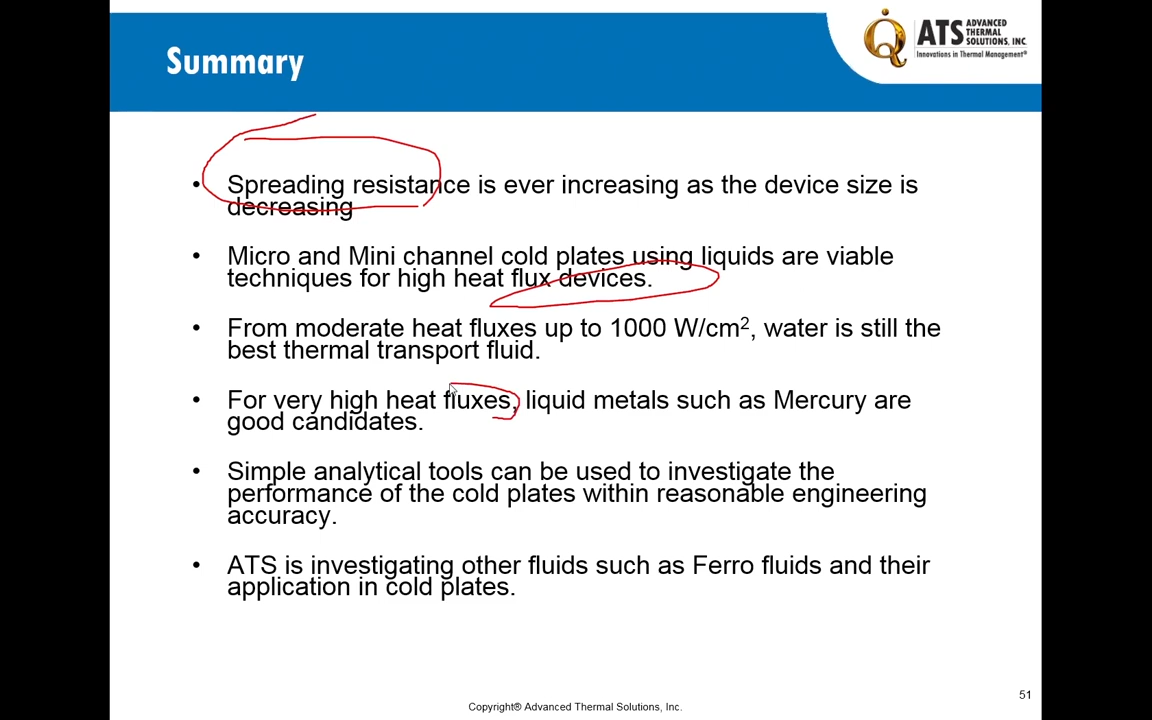 ATS ADVANCED
THERMAL
SOLUTIONS, INC.
Innovations in Thermal Management®
Summary
• Spreading resistance is ever increasing as the device size is
decreasing
• Micro and Mini channel cold plates using liquids are viable
techniques for high heat flux devices.
• From moderate heat fluxes up to 1000 W/cm², water is still the
best thermal transport fluid.
• For very high heat fluxes, liquid metals such as Mercury are
good candidates.
• Simple analytical tools can be used to investigate the
performance of the cold plates within reasonable engineering
accuracy.
• ATS is investigating other fluids such as Ferro fluids and their
application in cold plates.
51
Copyright® Advanced Thermal Solutions, Inc.